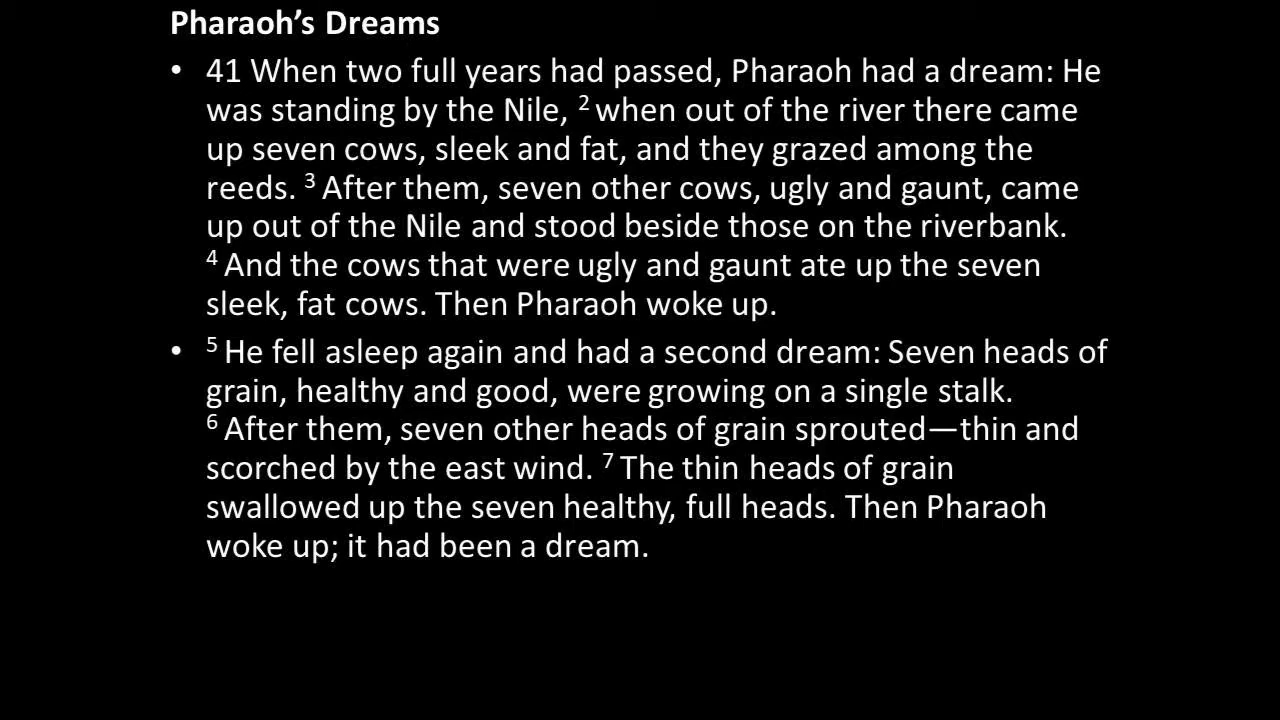 Pharaoh’s Dreams
• 41 When two full years had passed, Pharaoh had a dream: He
was standing by the Nile, 2 when out of the river there came
up seven cows, sleek and fat, and they grazed among the
reeds. 3 After them, seven other cows, ugly and gaunt, came
up out of the Nile and stood beside those on the riverbank.
4 And the cows that were ugly and gaunt ate up the seven
sleek, fat cows. Then Pharaoh woke up.
• 5 He fell asleep again and had a second dream: Seven heads of
grain, healthy and good, were growing on a single stalk.
6 After them, seven other heads of grain sprouted—thin and
scorched by the east wind. 7 The thin heads of grain
swallowed up the seven healthy, full heads. Then Pharaoh
woke up; it had been a dream.